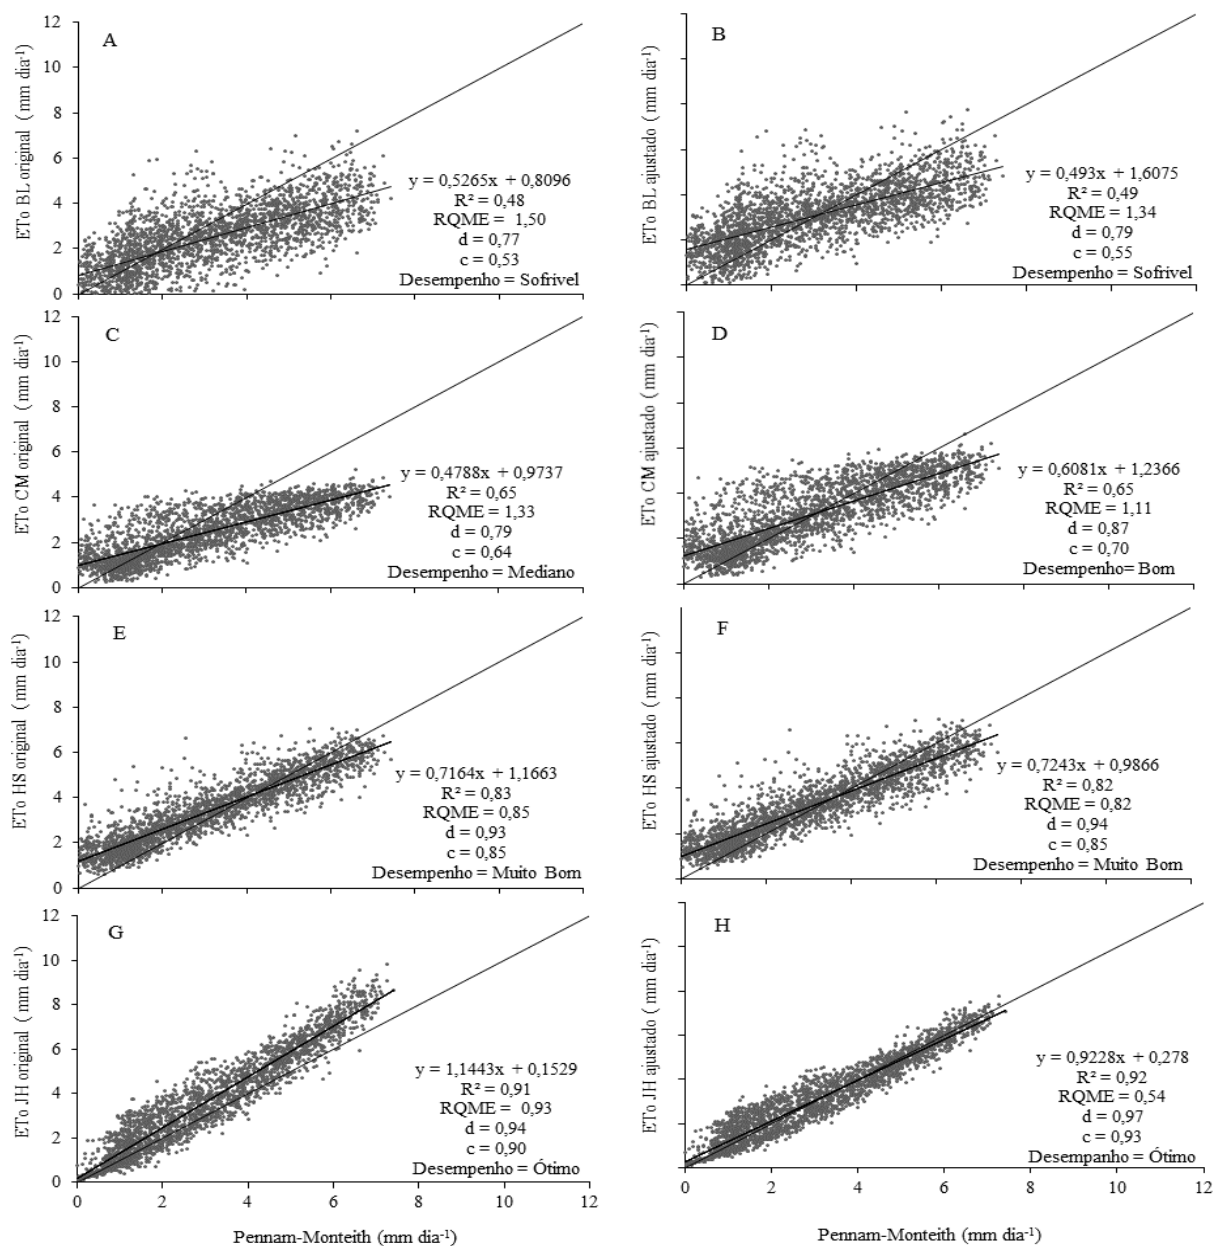 A
ETo BL original ( mm dia⁻¹)
12
10
8
6
4
2
0
y = 0,5265x + 0,8096
R² = 0,48
RQME = 1,50
d = 0,77
c = 0,53
Desempenho = Sofrivel
B
ETo BL ajustado ( mm dia⁻¹)
y = 0,493x + 1,6075
R² = 0,49
RQME = 1,34
d = 0,79
c = 0,55
Desempenho = Sofrivel
C
ETo CM original ( mm dia⁻¹)
12
10
8
6
4
2
0
y = 0,4788x + 0,9737
R² = 0,65
RQME = 1,33
d = 0,79
c = 0,64
Desempenho = Mediano
D
ETo CM ajustado ( mm dia⁻¹)
y = 0,6081x + 1,2366
R² = 0,65
RQME = 1,11
d = 0,87
c = 0,70
Desempenho= Bom
E
ETo HS original ( mm dia⁻¹)
12
10
8
6
4
2
0
y = 0,7164x + 1,1663
R² = 0,83
RQME = 0,85
d = 0,93
c = 0,85
Desempenho = Muito Bom
F
ETo HS ajustado ( mm dia⁻¹)
y = 0,7243x + 0,9866
R² = 0,82
RQME = 0,82
d = 0,94
c = 0,85
Desempenho = Muito Bom
G
ETo JH original ( mm dia⁻¹)
12
10
8
6
4
2
0
y = 1,1443x + 0,1529
R² = 0,91
RQME = 0,93
d = 0,94
c = 0,90
Desempenho = Ótimo
0 2 4 6 8 10 12
Pennam-Monteith (mm dia⁻¹)
H
ETo JH ajustado ( mm dia⁻¹)
y = 0,9228x + 0,278
R² = 0,92
RQME = 0,54
d = 0,97
c = 0,93
Desempanho = Ótimo
0 2 4 6 8 10 12
Pennam-Monteith (mm dia⁻¹)